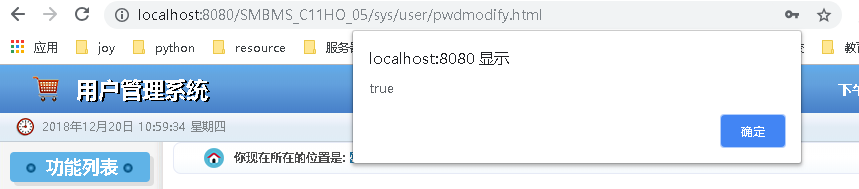 localhost:8080/SMBMS_C11HO_05/sys/user/pwdmodify.html
应用 joy python resource 服务器
localhost:8080 显示
true
确定
用户管理系统
下午
2018年12月20日 10:59:34 星期四
功能列表
你现在所在的位置是: